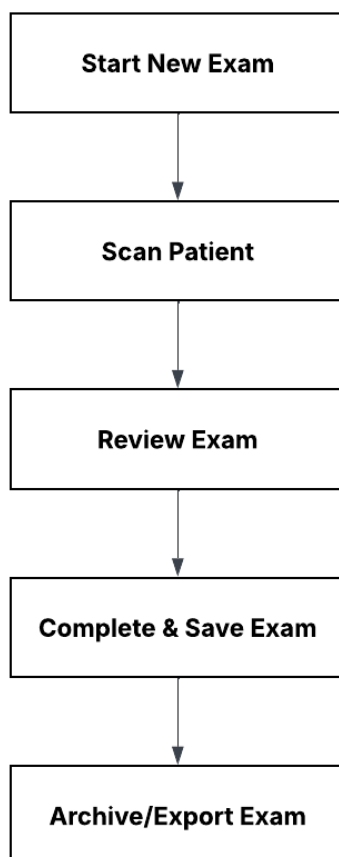 Start New Exam
Scan Patient
Review Exam
Complete & Save Exam
Archive/Export Exam